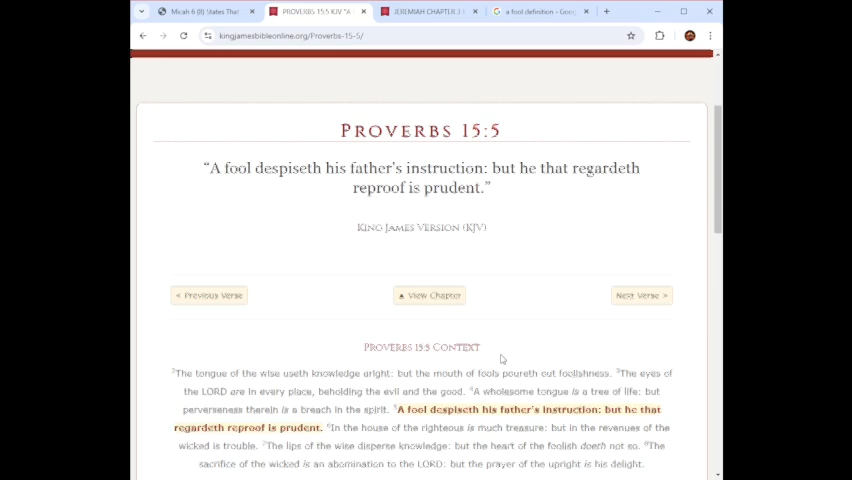 Micah 6 (8) States That
PROVERBS 15:5 KJV "A
JEREMIAH CHAPTER 3
a fool definition - Goo
kingjamesbibleonline.org/Proverbs-15-5/
PROVERBS 15:5
“A fool despiseth his father's instruction: but he that regardeth
reproof is prudent.”
KING JAMES VERSION (KJV)
< Previous Verse
▲ View Chapter
Next Verse >
PROVERBS 15:5 CONTEXT
2The tongue of the wise useth knowledge aright: but the mouth of fools poureth out foolishness. 3The eyes of
the LORD are in every place, beholding the evil and the good. 4A wholesome tongue is a tree of life: but
perverseness therein is a breach in the spirit. 5A fool despiseth his father's instruction: but he that
regardeth reproof is prudent. 6In the house of the righteous is much treasure: but in the revenues of the
wicked is trouble. 7The lips of the wise disperse knowledge: but the heart of the foolish doeth not so. 8The
sacrifice of the wicked is an abomination to the LORD: but the prayer of the upright is his delight.